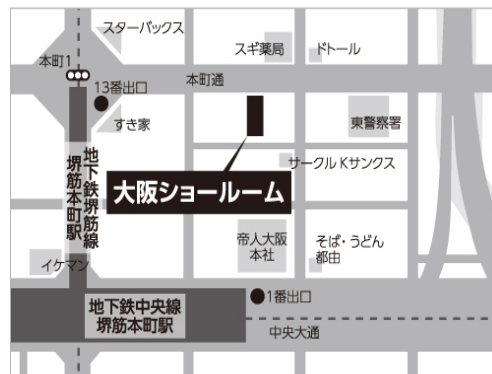 スターバックス
本町1
スギ薬局
ドトール
本町通
13番出口
すき家
東警察署
サークルKサンクス
地下鉄堺筋線
堺筋本町駅
大阪ショールーム
帝人大阪
本社
そば・うどん
都由
イケマン
地下鉄中央線
堺筋本町駅
1番出口
中央大通